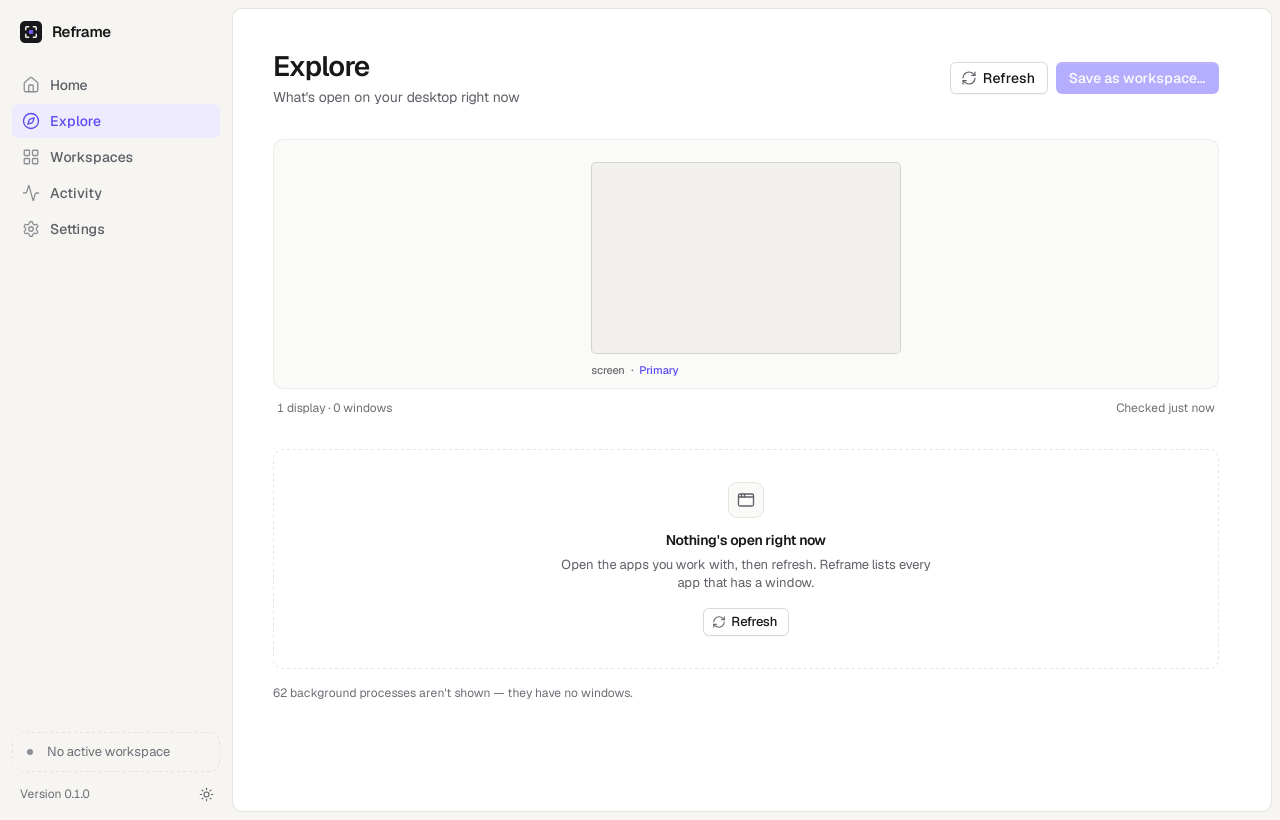 Reframe
Home
Explore
Workspaces
Activity
Settings
No active workspace
Version 0.1.0
Explore
What's open on your desktop right now
Refresh
Save as workspace…
screen · Primary
1 display · 0 windows
Checked just now
Nothing's open right now
Open the apps you work with, then refresh. Reframe lists every
app that has a window.
Refresh
62 background processes aren't shown — they have no windows.